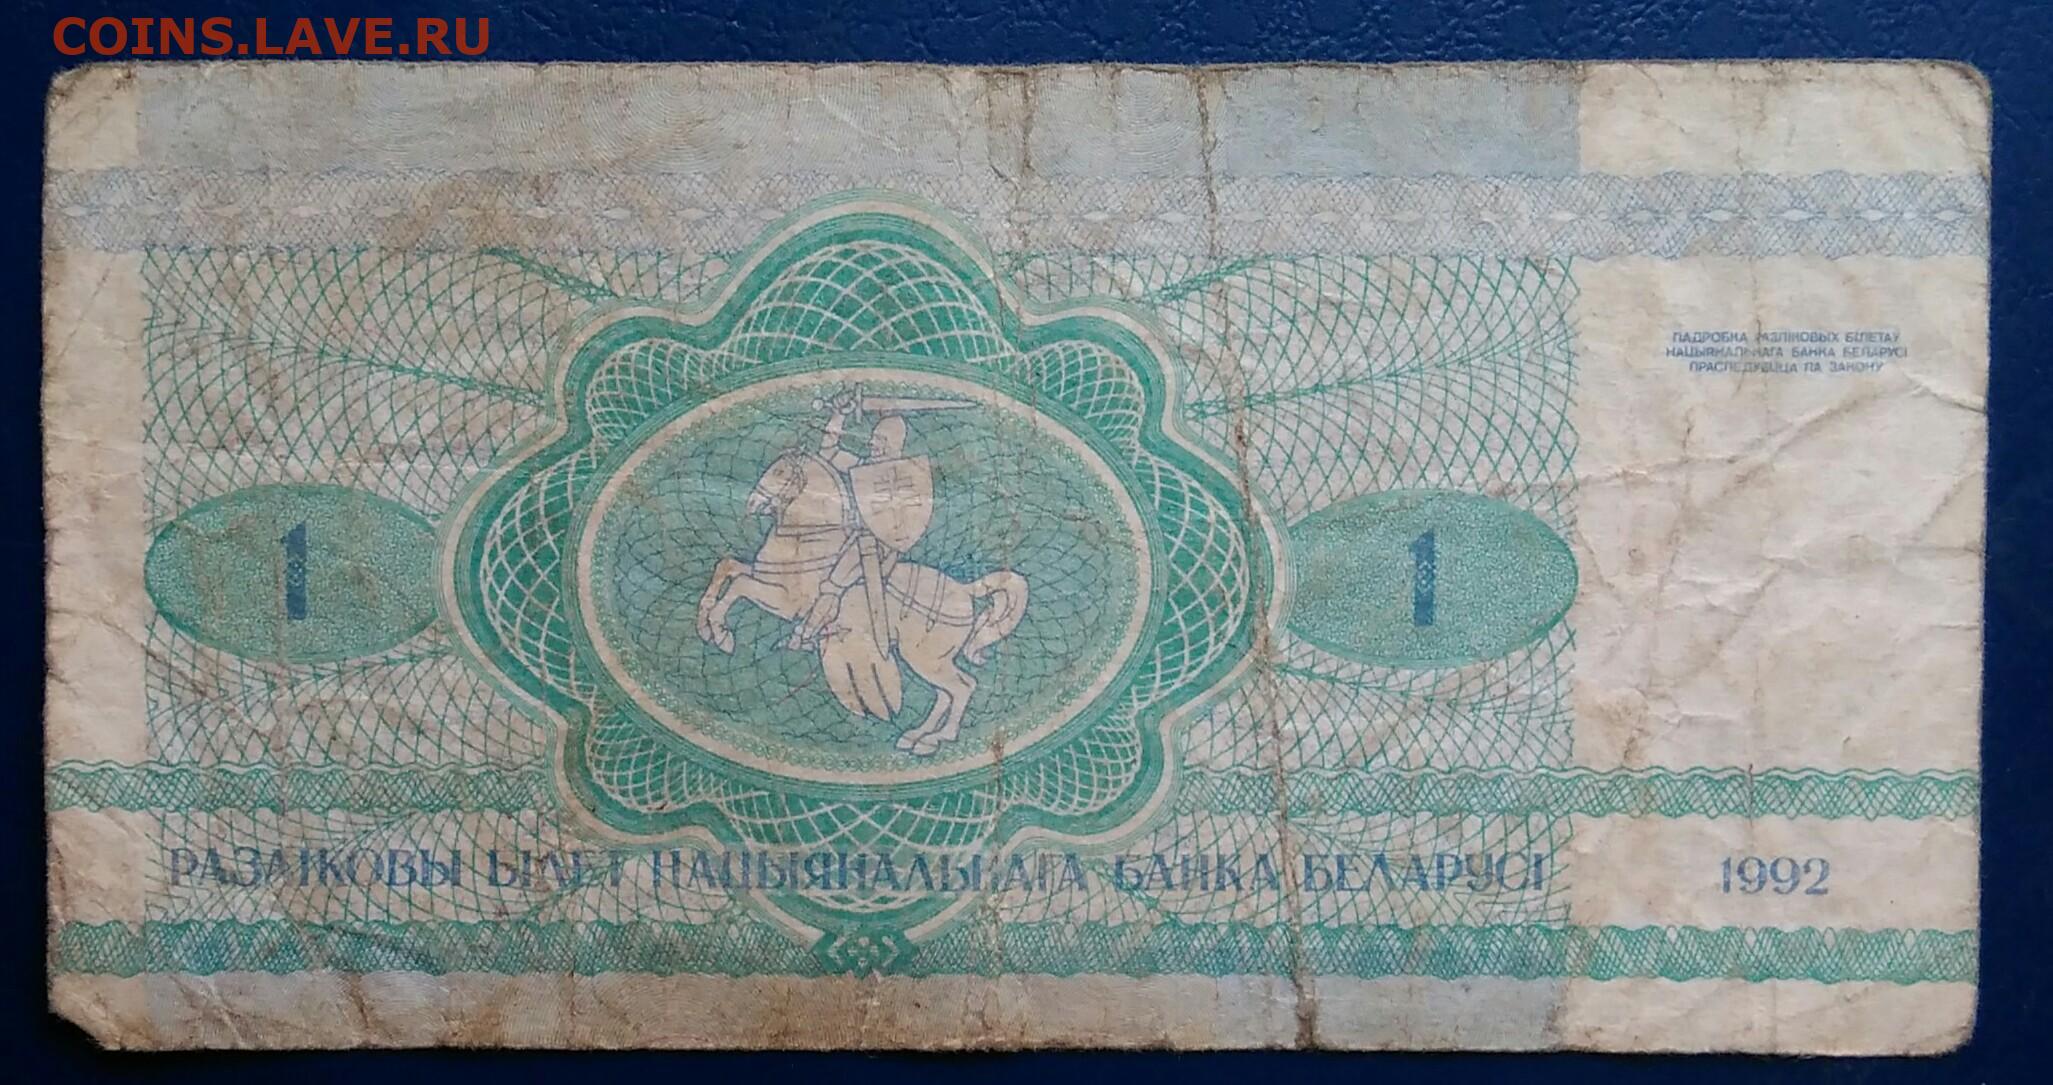 COINS.LAVE.RU
ПАДРОБКА РАЗЛІКОВЫХ БІЛЕТАЎ
НАЦЫЯНАЛЬНАГА БАНКА БЕЛАРУСІ
ПРАСЛЕДУЕЦЦА ПА ЗАКОНУ
1 1
РАЗЛІКОВЫ БІЛЕТ НАЦЫЯНАЛЬНАГА БАНКА БЕЛАРУСІ 1992